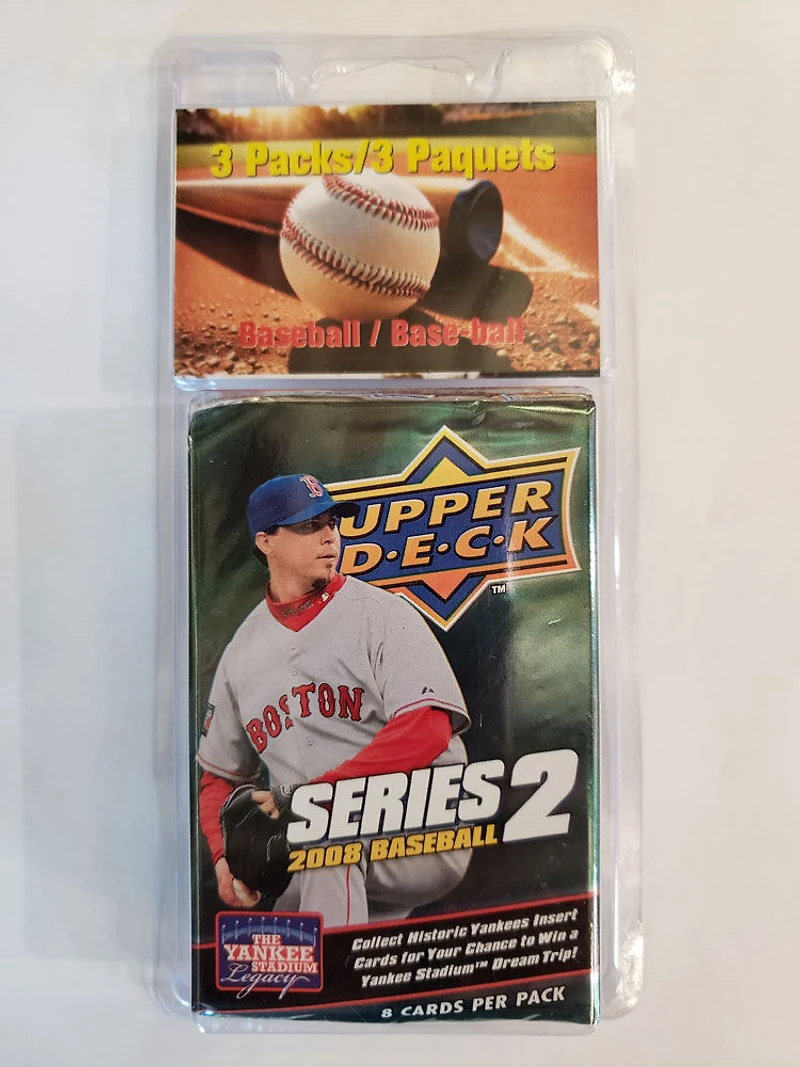 3 Packs/3 Paquets
Baseball / Base-ball
B
UPPER
D·E·C·K
TM
BOSTON
SERIES 2
2008 BASEBALL
THE
YANKEE
STADIUM
Legacy
Collect Historic Yankees Insert
Cards for Your Chance to Win a
Yankee Stadium™ Dream Trip!
8 CARDS PER PACK